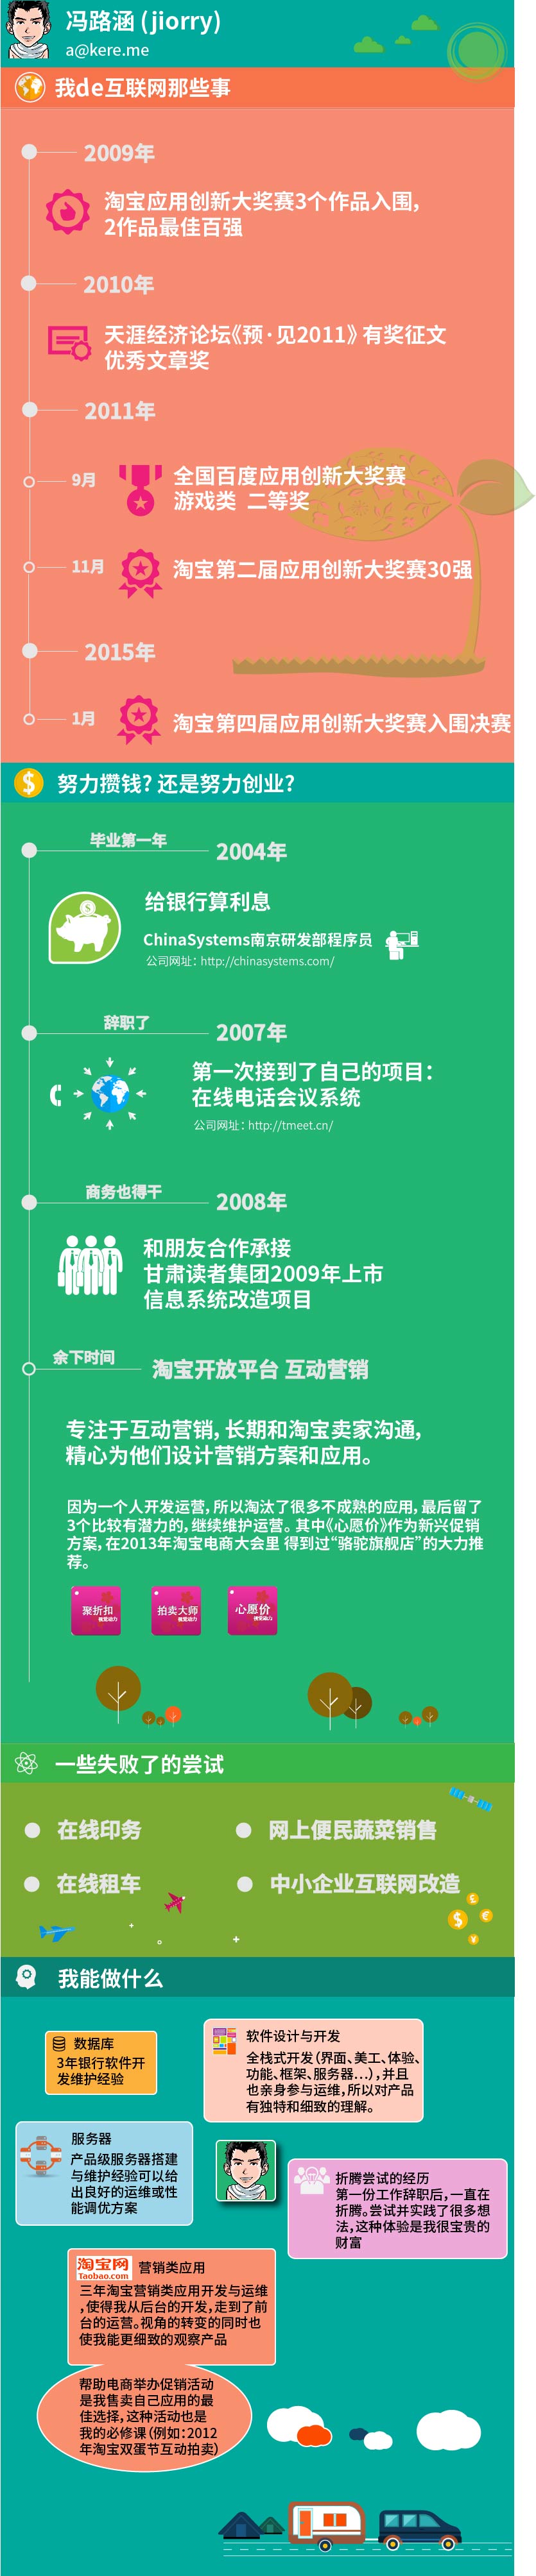 冯路涵 (jiorry)
a@kere.me
我de互联网那些事
2009年
淘宝应用创新大奖赛3个作品入围，
2作品最佳百强
2010年
天涯经济论坛《预·见2011》有奖征文
优秀文章奖
2011年
9月
全国百度应用创新大奖赛
游戏类 二等奖
11月
淘宝第二届应用创新大奖赛30强
2015年
1月
淘宝第四届应用创新大奖赛入围决赛
努力攒钱? 还是努力创业?
毕业第一年
2004年
给银行算利息
ChinaSystems南京研发部程序员
公司网址：http://chinasystems.com/
辞职了
2007年
第一次接到了自己的项目：
在线电话会议系统
公司网址：http://tmeet.cn/
商务也得干
2008年
和朋友合作承接
甘肃读者集团2009年上市
信息系统改造项目
余下时间
淘宝开放平台 互动营销
专注于互动营销，长期和淘宝卖家沟通，
精心为他们设计营销方案和应用。
因为一个人开发运营，所以淘汰了很多不成熟的应用，最后留了
3个比较有潜力的，继续维护运营。其中《心愿价》作为新兴促销
方案，在2013年淘宝电商大会里 得到过“骆驼旗舰店”的大力推
荐。
聚折扣
视觉动力
拍卖大师
视觉动力
心愿价
视觉动力
一些失败了的尝试
在线印务
网上便民蔬菜销售
在线租车
中小企业互联网改造
我能做什么
数据库
3年银行软件开
发维护经验
软件设计与开发
全栈式开发（界面、美工、体验、
功能、框架、服务器...），并且
也亲身参与运维，所以对产品
有独特和细致的理解。
服务器
产品级服务器搭建
与维护经验可以给
出良好的运维或性
能调优方案
折腾尝试的经历
第一份工作辞职后，一直在
折腾。尝试并实践了很多想
法，这种体验是我很宝贵的
财富
淘宝网
Taobao.com
营销类应用
三年淘宝营销类应用开发与运维
，使得我从后台的开发，走到了前
台的运营。视角的转变的同时也
使我能更细致的观察产品
帮助电商举办促销活动
是我售卖自己应用的最
佳选择，这种活动也是
我的必修课（例如：2012
年淘宝双蛋节互动拍卖）